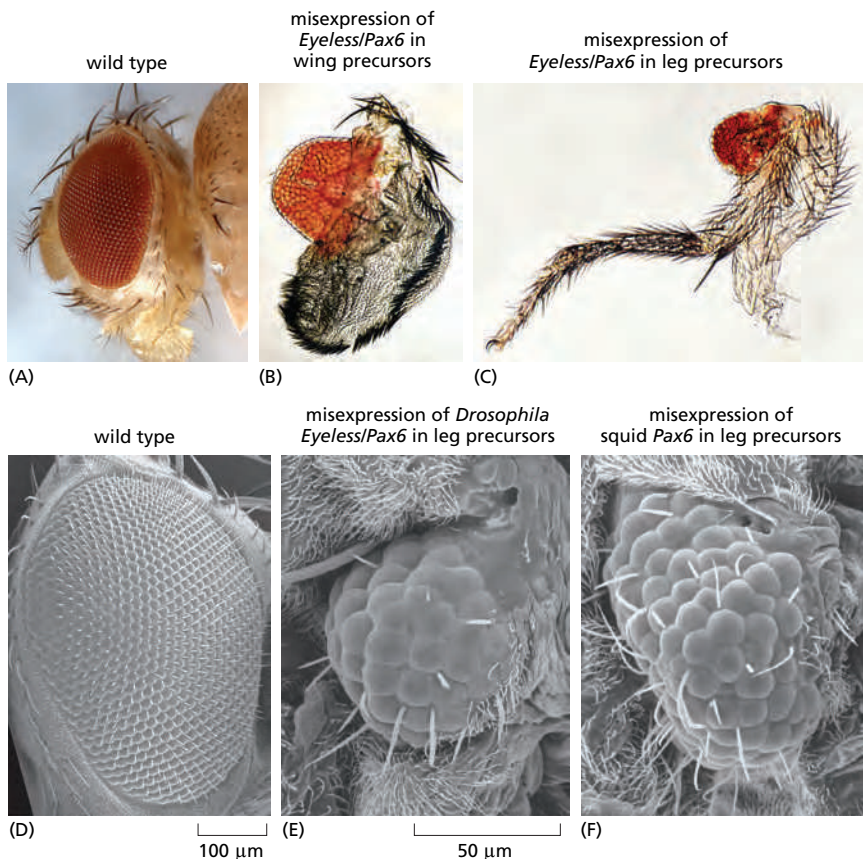 wild type
misexpression of
Eyeless/Pax6 in
wing precursors
misexpression of
Eyeless/Pax6 in leg precursors
(A)
(B)
(C)
wild type
misexpression of Drosophila
Eyeless/Pax6 in leg precursors
misexpression of
squid Pax6 in leg precursors
(D)
(E)
(F)
100 μm
50 μm